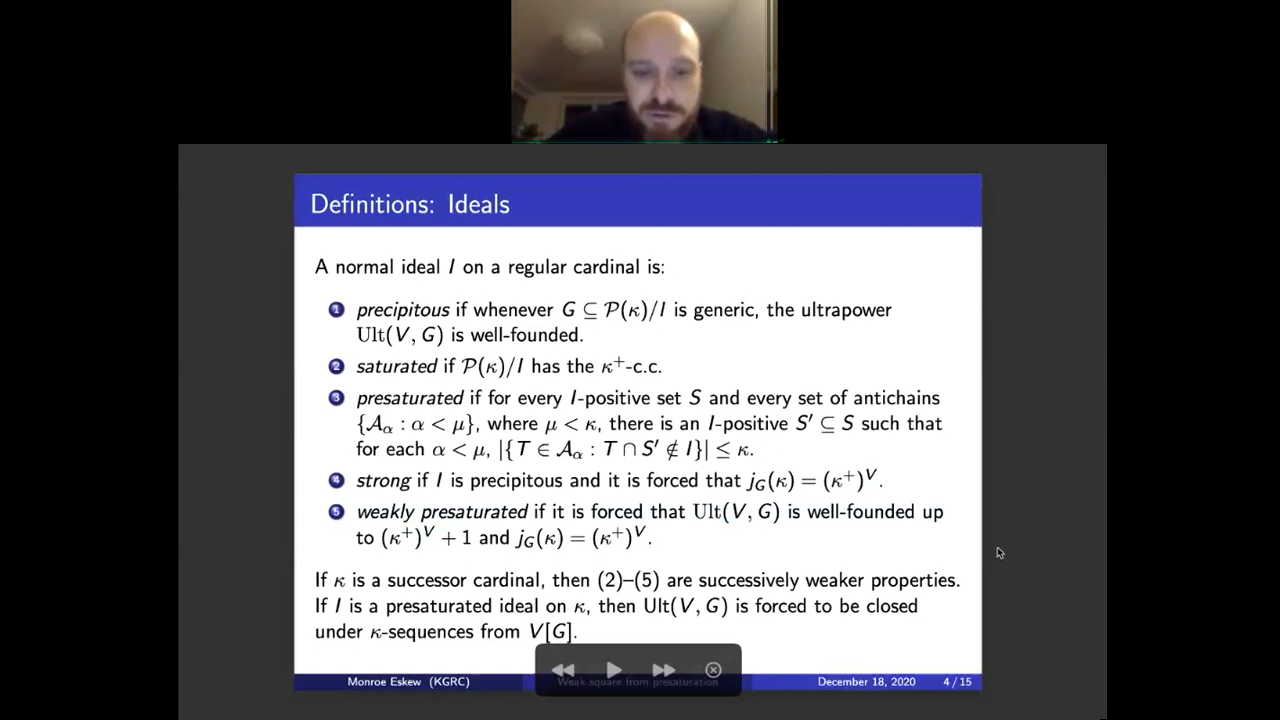 Definitions: Ideals
A normal ideal I on a regular cardinal is:
1 precipitous if whenever G ⊆ 𝒫(κ)/I is generic, the ultrapower
Ult(V, G) is well-founded.
2 saturated if 𝒫(κ)/I has the κ⁺-c.c.
3 presaturated if for every I-positive set S and every set of antichains
{𝒜_α : α < μ}, where μ < κ, there is an I-positive S′ ⊆ S such that
for each α < μ, |{T ∈ 𝒜_α : T ∩ S′ ∉ I}| ≤ κ.
4 strong if I is precipitous and it is forced that j_G(κ) = (κ⁺)^V.
5 weakly presaturated if it is forced that Ult(V, G) is well-founded up
to (κ⁺)^V + 1 and j_G(κ) = (κ⁺)^V.
If κ is a successor cardinal, then (2)–(5) are successively weaker properties.
If I is a presaturated ideal on κ, then Ult(V, G) is forced to be closed
under κ-sequences from V[G].
Monroe Eskew (KGRC) Weak square from presaturation December 18, 2020 4 / 15